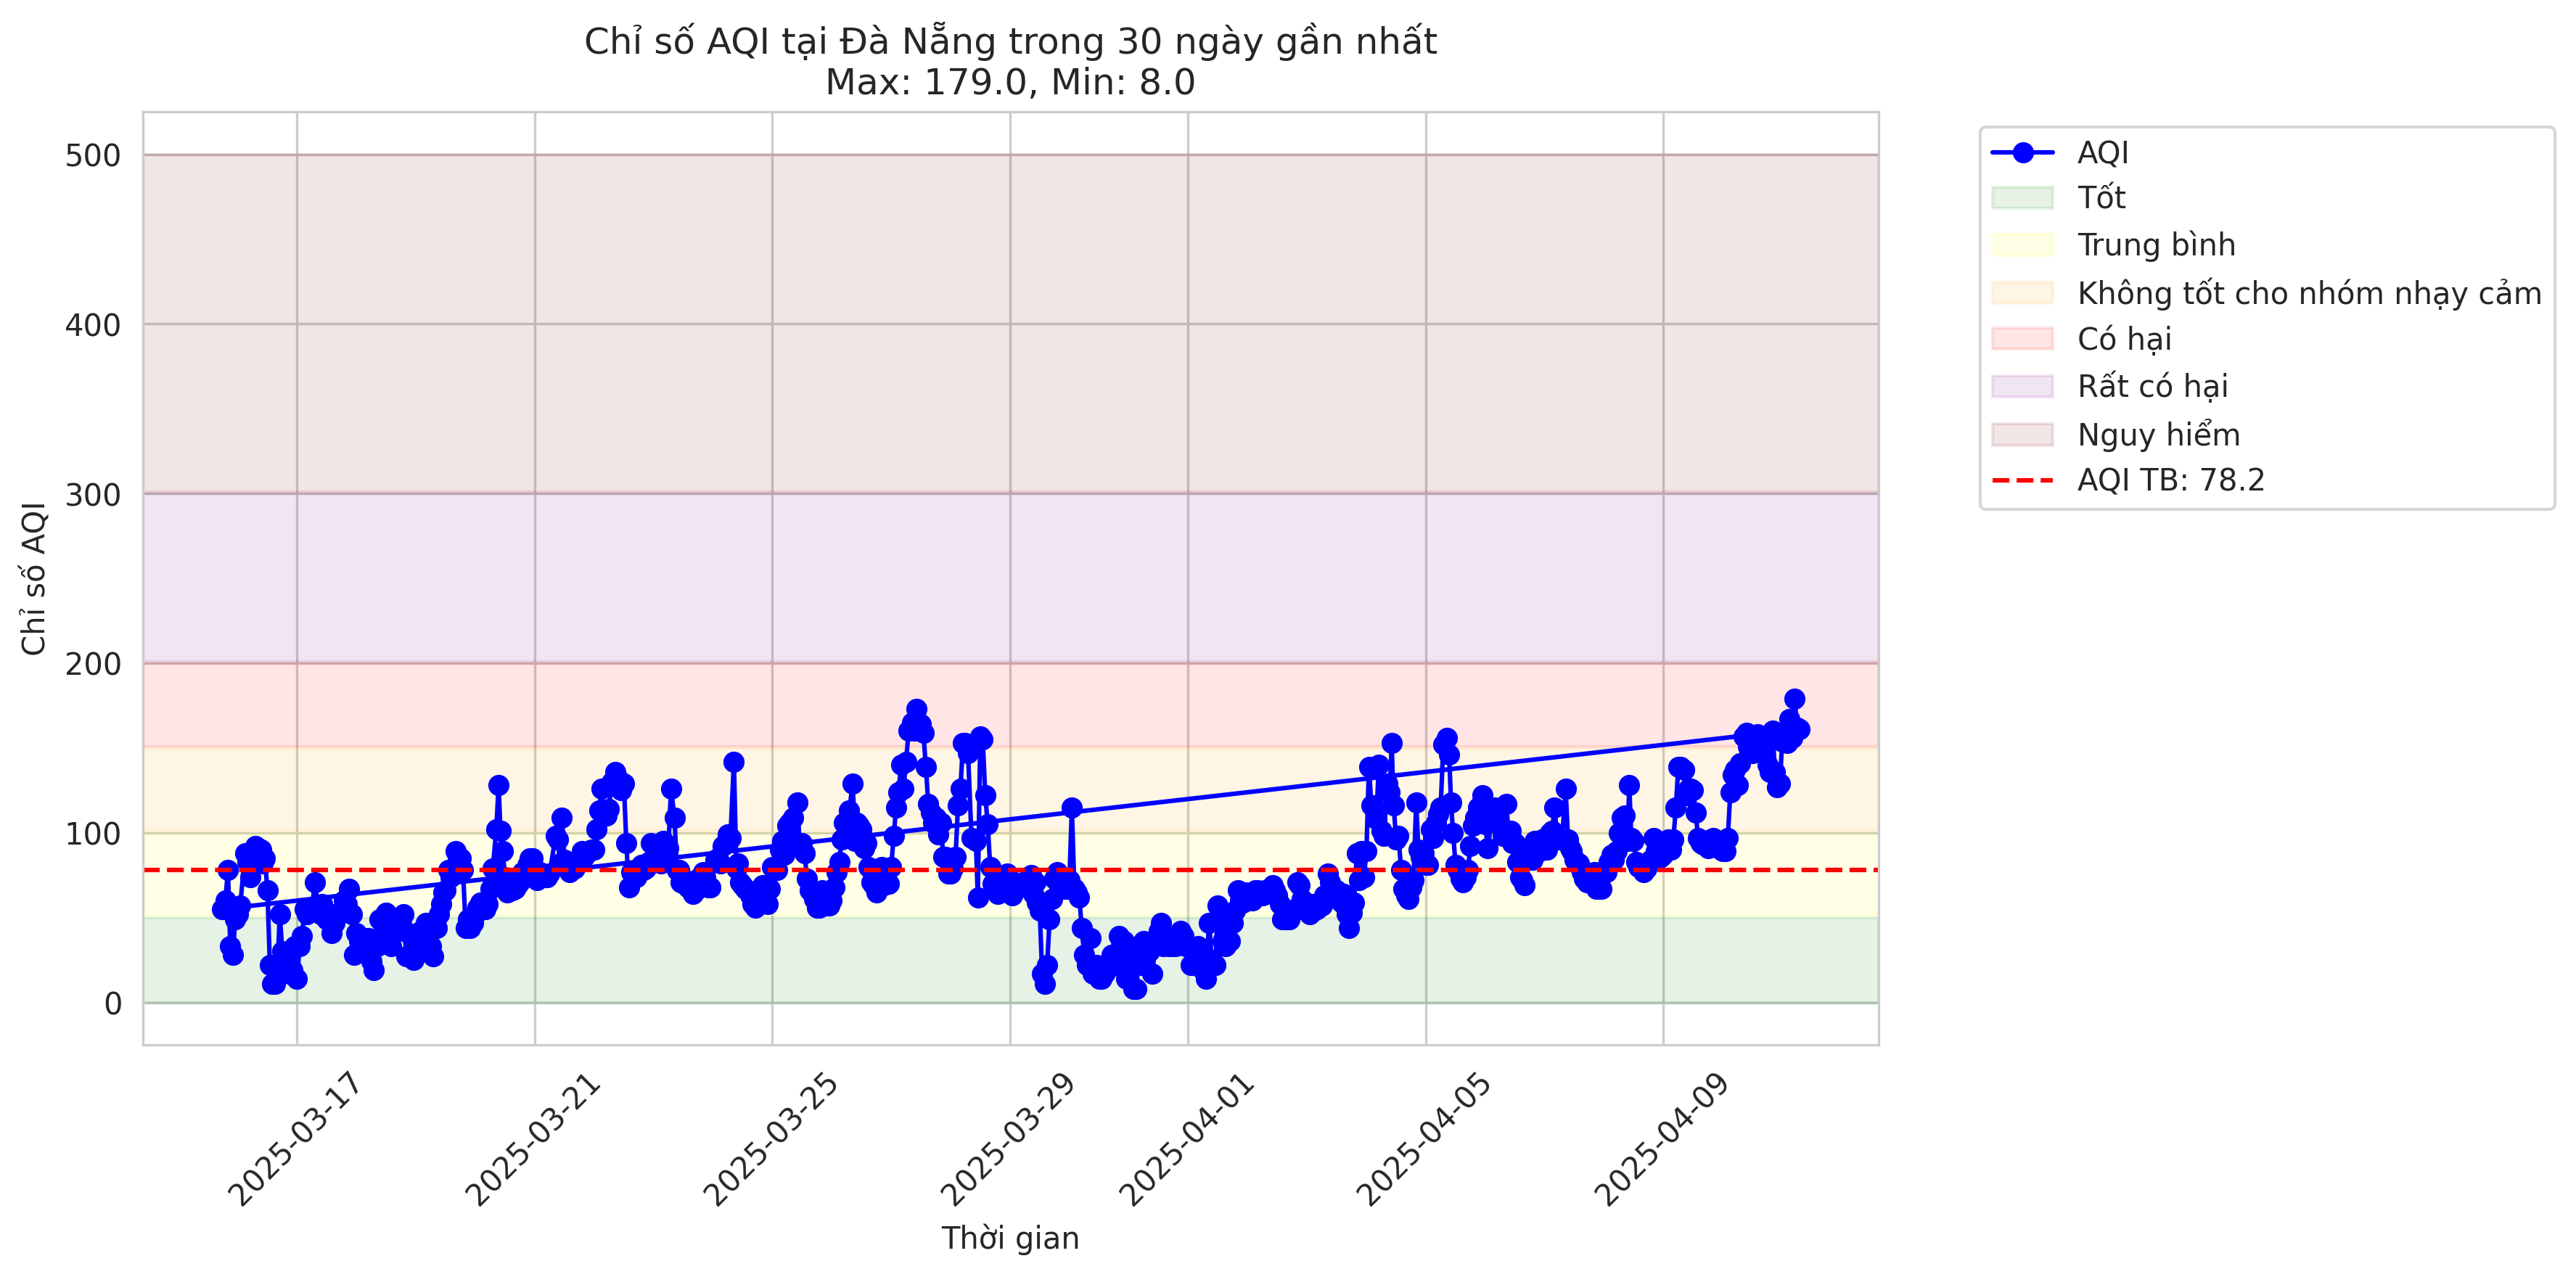 Chỉ số AQI tại Đà Nẵng trong 30 ngày gần nhất
Max: 179.0, Min: 8.0
Chỉ số AQI
500
400
300
200
100
0
2025-03-17
2025-03-21
2025-03-25
2025-03-29
2025-04-01
2025-04-05
2025-04-09
Thời gian
AQI
Tốt
Trung bình
Không tốt cho nhóm nhạy cảm
Có hại
Rất có hại
Nguy hiểm
AQI TB: 78.2